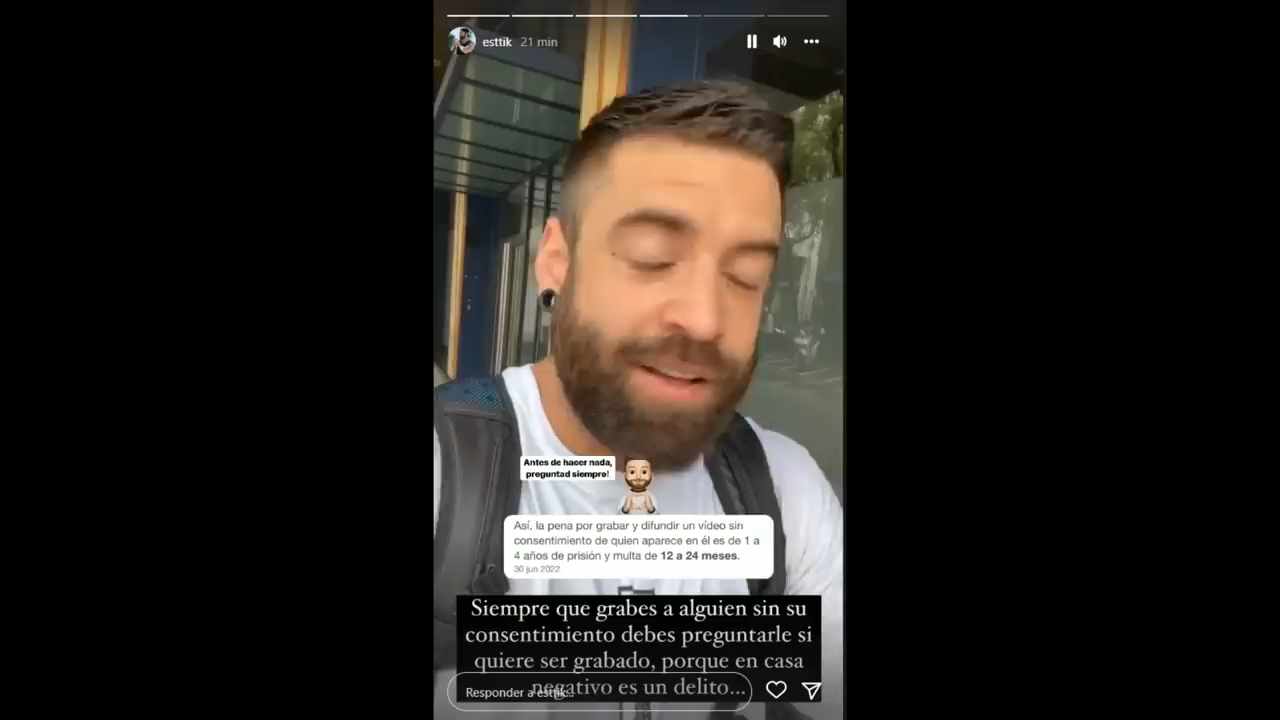 esttik 21 min
Antes de hacer nada,
preguntad siempre!
Así, la pena por grabar y difundir un vídeo sin
consentimiento de quien aparece en él es de 1 a
4 años de prisión y multa de 12 a 24 meses.
30 jun 2022
Siempre que grabes a alguien sin su
consentimiento debes preguntarle si
quiere ser grabado, porque en casa
negativo es un delito...
Responder a esttik...